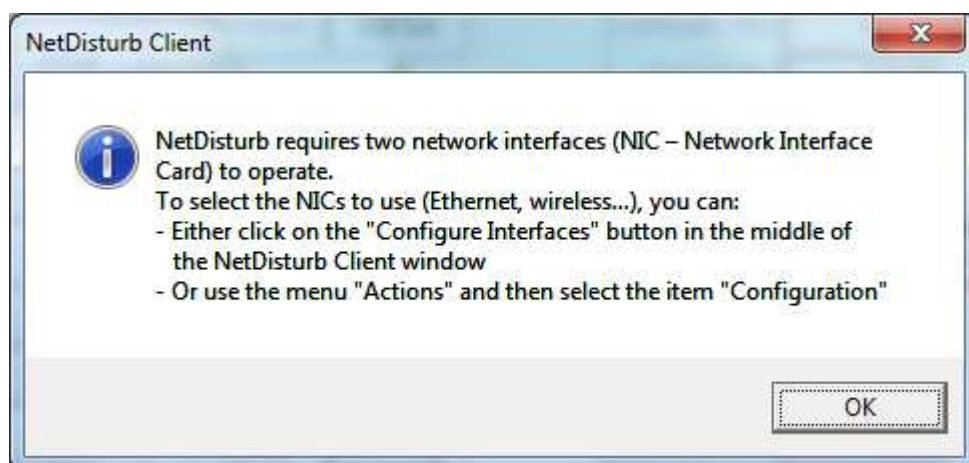 NetDisturb Client
NetDisturb requires two network interfaces (NIC – Network Interface
Card) to operate.
To select the NICs to use (Ethernet, wireless...), you can:
- Either click on the "Configure Interfaces" button in the middle of
the NetDisturb Client window
- Or use the menu "Actions" and then select the item "Configuration"
OK